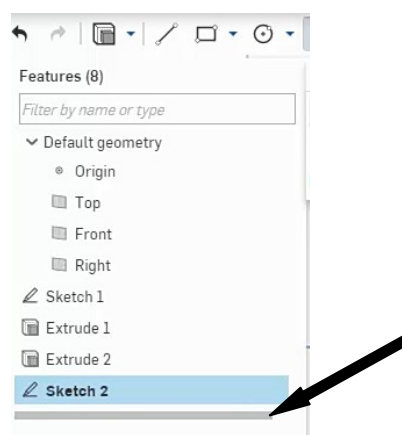 Features (8)
Filter by name or type
Default geometry
Origin
Top
Front
Right
Sketch 1
Extrude 1
Extrude 2
Sketch 2